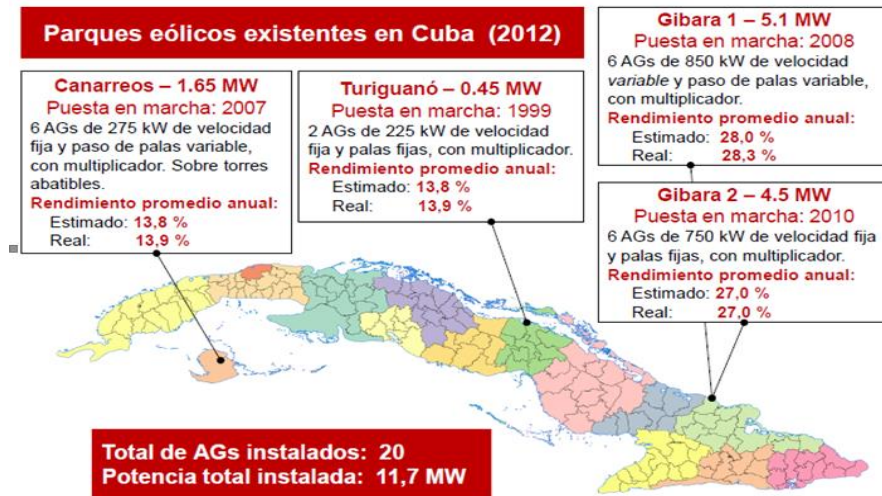 Parques eólicos existentes en Cuba (2012)
Canarreos – 1.65 MW
Puesta en marcha: 2007
6 AGs de 275 kW de velocidad
fija y paso de palas variable,
con multiplicador. Sobre torres
abatibles.
Rendimiento promedio anual:
Estimado: 13,8 %
Real: 13,9 %
Turiguanó – 0.45 MW
Puesta en marcha: 1999
2 AGs de 225 kW de velocidad
fija y palas fijas, con multiplicador.
Rendimiento promedio anual:
Estimado: 13,8 %
Real: 13,9 %
Gibara 1 – 5.1 MW
Puesta en marcha: 2008
6 AGs de 850 kW de velocidad
variable y paso de palas variable,
con multiplicador.
Rendimiento promedio anual:
Estimado: 28,0 %
Real: 28,3 %
Gibara 2 – 4.5 MW
Puesta en marcha: 2010
6 AGs de 750 kW de velocidad fija
y palas fijas, con multiplicador.
Rendimiento promedio anual:
Estimado: 27,0 %
Real: 27,0 %
Total de AGs instalados: 20
Potencia total instalada: 11,7 MW